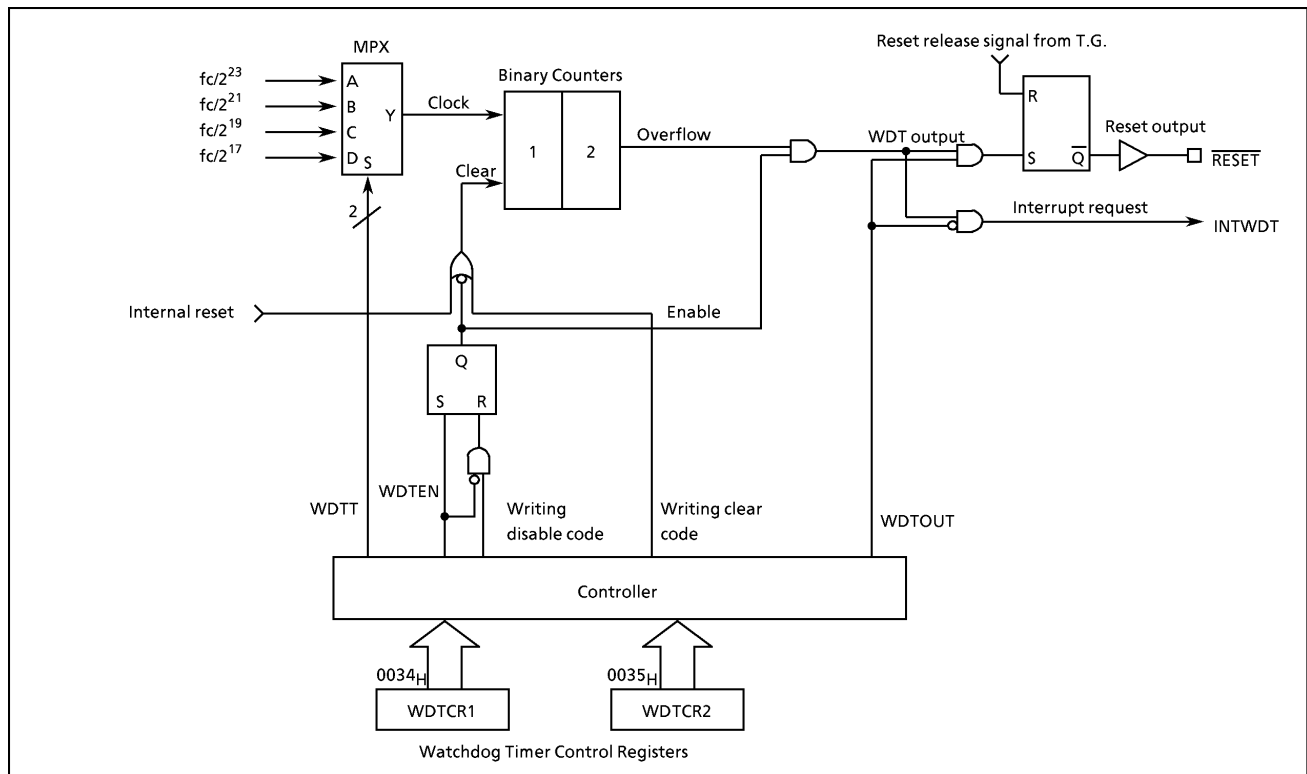 Reset release signal from T.G.
MPX
fc/2^23
fc/2^21
fc/2^19
fc/2^17
A
B
C
D
S
Y
Clock
Clear
2
Binary Counters
1
2
Overflow
WDT output
R
S
Q̅
Reset output
R̅E̅S̅E̅T̅
Interrupt request
INTWDT
Internal reset
Enable
Q
S
R
WDTT
WDTEN
Writing
disable code
Writing clear
code
WDTOUT
Controller
0034H
0035H
WDTCR1
WDTCR2
Watchdog Timer Control Registers